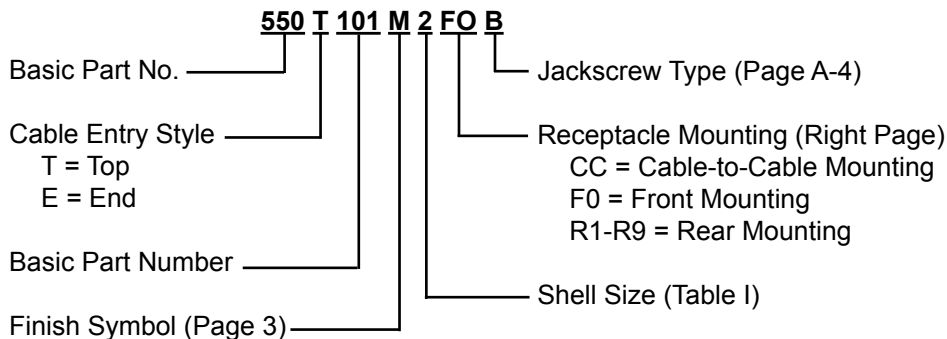 550 T 101 M 2 FO B
Basic Part No.
Cable Entry Style
T = Top
E = End
Basic Part Number
Finish Symbol (Page 3)
Jackscrew Type (Page A-4)
Receptacle Mounting (Right Page)
CC = Cable-to-Cable Mounting
F0 = Front Mounting
R1-R9 = Rear Mounting
Shell Size (Table I)